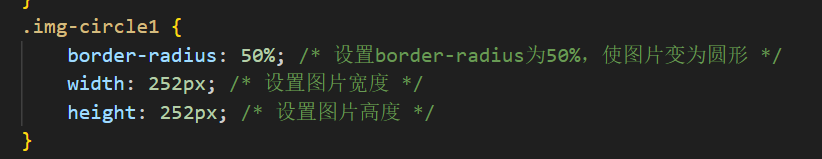 }
.img-circle1 {
border-radius: 50%; /* 设置border-radius为50%，使图片变为圆形 */
width: 252px; /* 设置图片宽度 */
height: 252px; /* 设置图片高度 */
}